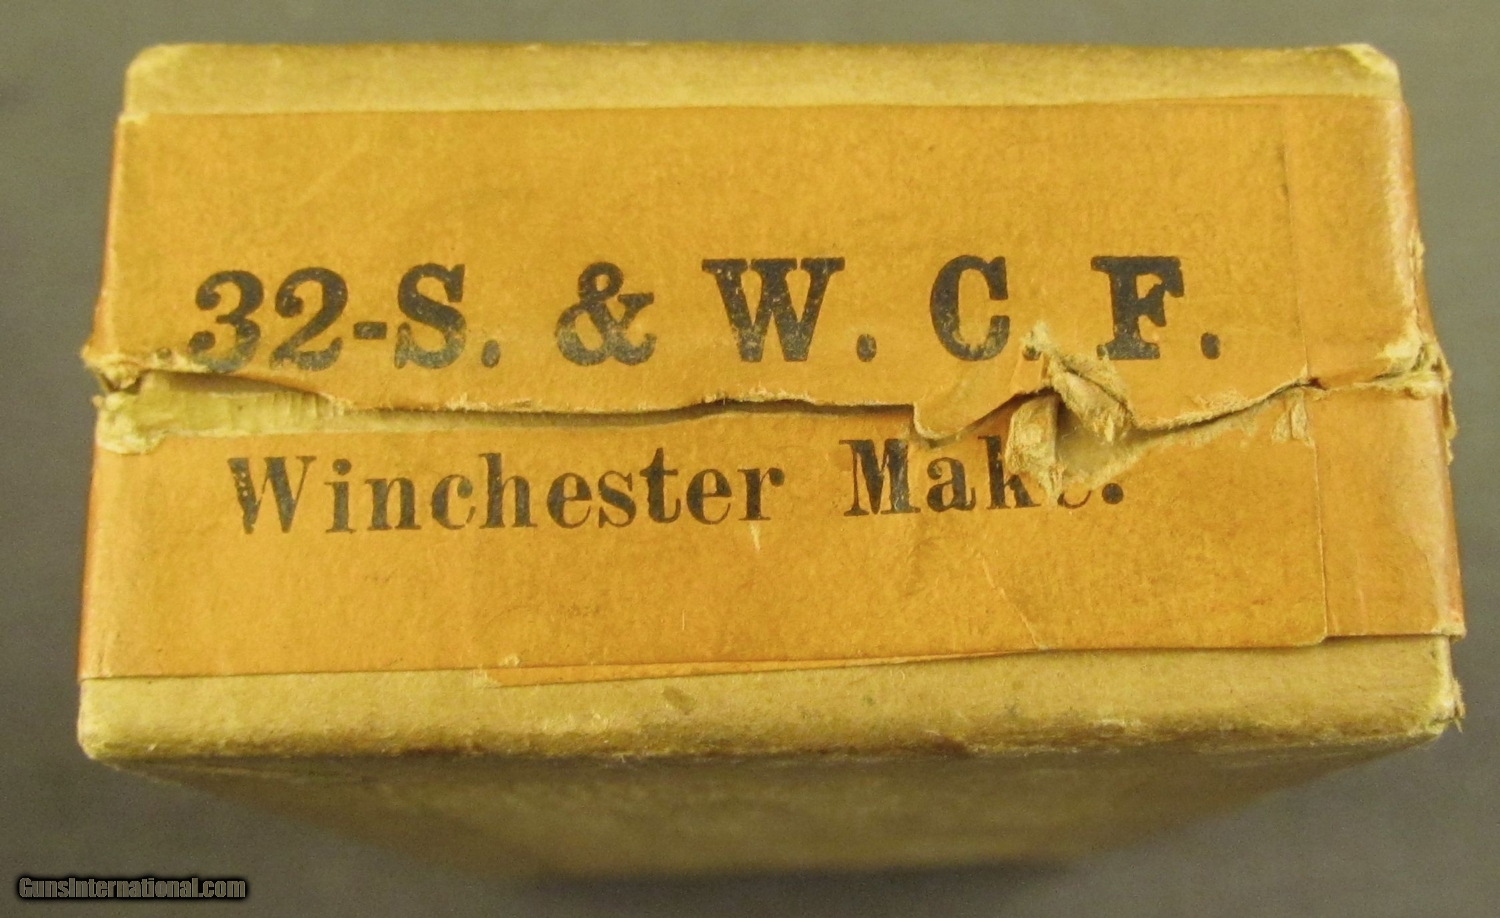 32-S. & W. C. F.
Winchester Make.
GunsInternational.com